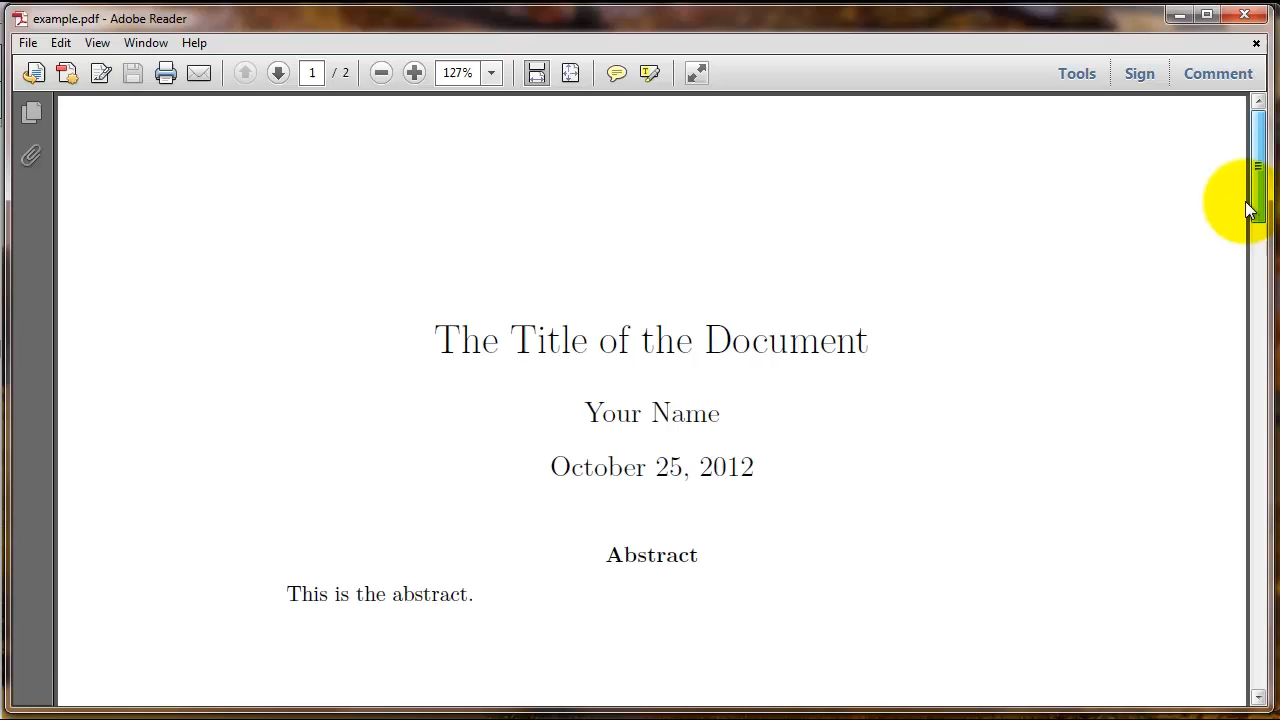 example.pdf - Adobe Reader
File Edit View Window Help
1 / 2 127% Tools Sign Comment
The Title of the Document
Your Name
October 25, 2012
Abstract
This is the abstract.